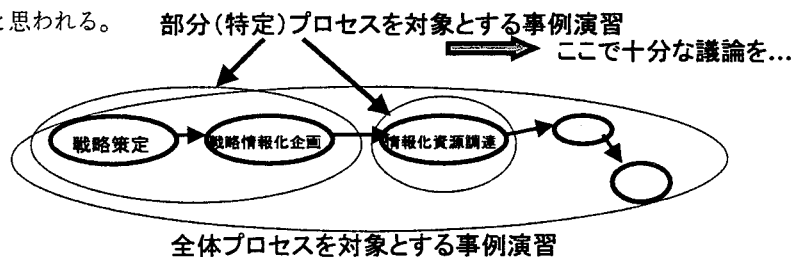 と思われる。
部分(特定)プロセスを対象とする事例演習
ここで十分な議論を...
戦略策定
戦略情報化企画
情報化資源調達
全体プロセスを対象とする事例演習